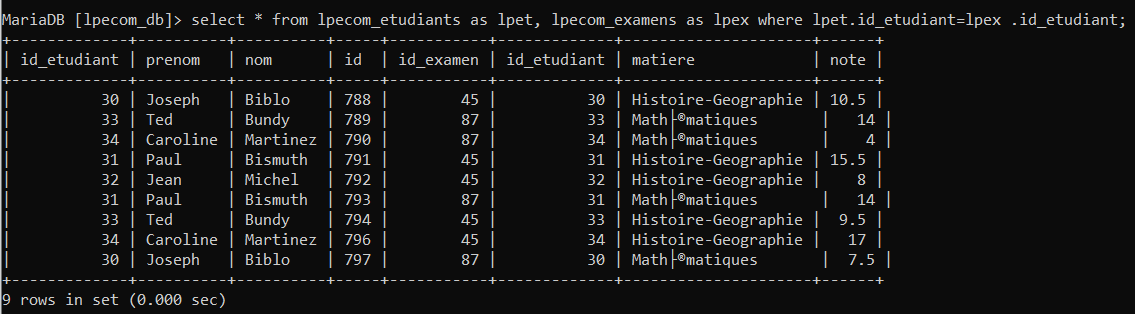 MariaDB [lpecom_db]> select * from lpecom_etudiants as lpet, lpecom_examens as lpex where lpet.id_etudiant=lpex .id_etudiant;
+-------------+----------+----------+-----+-----------+-------------+---------------------+------+
| id_etudiant | prenom   | nom      | id  | id_examen | id_etudiant | matiere             | note |
+-------------+----------+----------+-----+-----------+-------------+---------------------+------+
|          30 | Joseph   | Biblo    | 788 |        45 |          30 | Histoire-Geographie | 10.5 |
|          33 | Ted      | Bundy    | 789 |        87 |          33 | Math├®matiques       |   14 |
|          34 | Caroline | Martinez | 790 |        87 |          34 | Math├®matiques       |    4 |
|          31 | Paul     | Bismuth  | 791 |        45 |          31 | Histoire-Geographie | 15.5 |
|          32 | Jean     | Michel   | 792 |        45 |          32 | Histoire-Geographie |    8 |
|          31 | Paul     | Bismuth  | 793 |        87 |          31 | Math├®matiques       |   14 |
|          33 | Ted      | Bundy    | 794 |        45 |          33 | Histoire-Geographie |  9.5 |
|          34 | Caroline | Martinez | 796 |        45 |          34 | Histoire-Geographie |   17 |
|          30 | Joseph   | Biblo    | 797 |        87 |          30 | Math├®matiques       |  7.5 |
+-------------+----------+----------+-----+-----------+-------------+---------------------+------+
9 rows in set (0.000 sec)